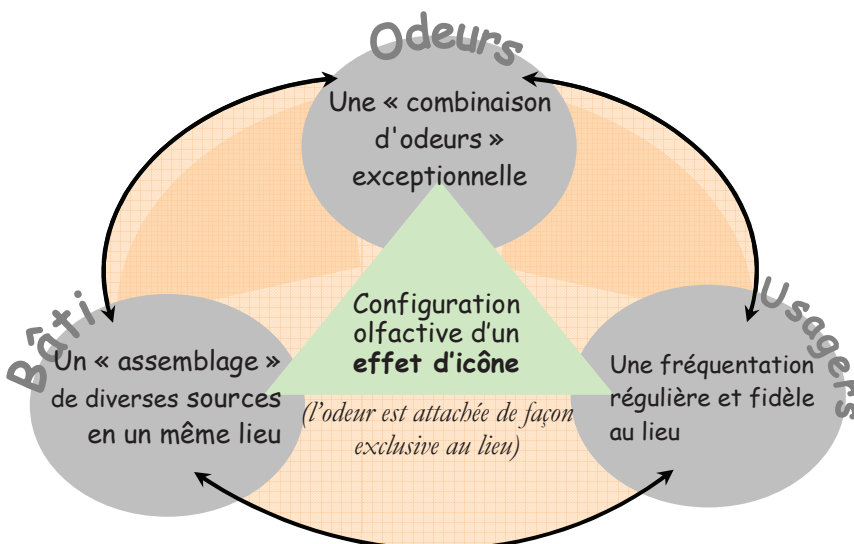 Odeurs
Une « combinaison
d'odeurs »
exceptionnelle
Configuration
olfactive d’un
effet d’icône
(l’odeur est attachée de façon
exclusive au lieu)
Bâti
Un « assemblage »
de diverses sources
en un même lieu
Usagers
Une fréquentation
régulière et fidèle
au lieu